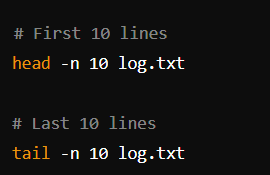 # First 10 lines
head -n 10 log.txt
# Last 10 lines
tail -n 10 log.txt